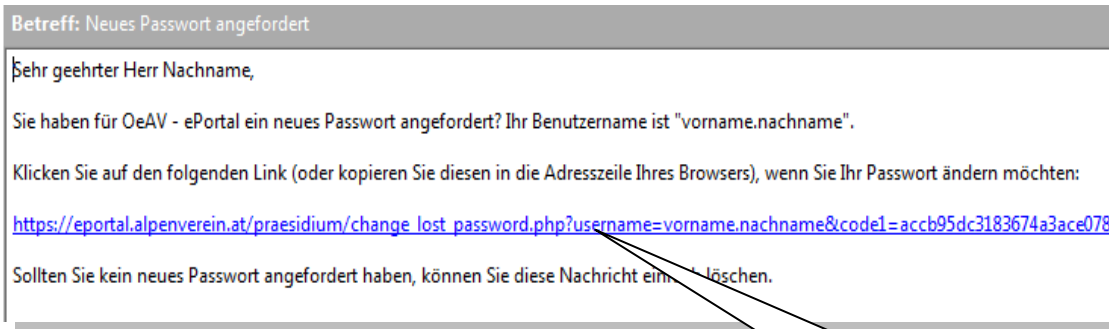 Betreff: Neues Passwort angefordert
Sehr geehrter Herr Nachname,
Sie haben für OeAV - ePortal ein neues Passwort angefordert? Ihr Benutzername ist "vorname.nachname".
Klicken Sie auf den folgenden Link (oder kopieren Sie diesen in die Adresszeile Ihres Browsers), wenn Sie Ihr Passwort ändern möchten:
https://eportal.alpenverein.at/praesidium/change_lost_password.php?username=vorname.nachname&code1=accb95dc3183674a3ace078
Sollten Sie kein neues Passwort angefordert haben, können Sie diese Nachricht einfach löschen.